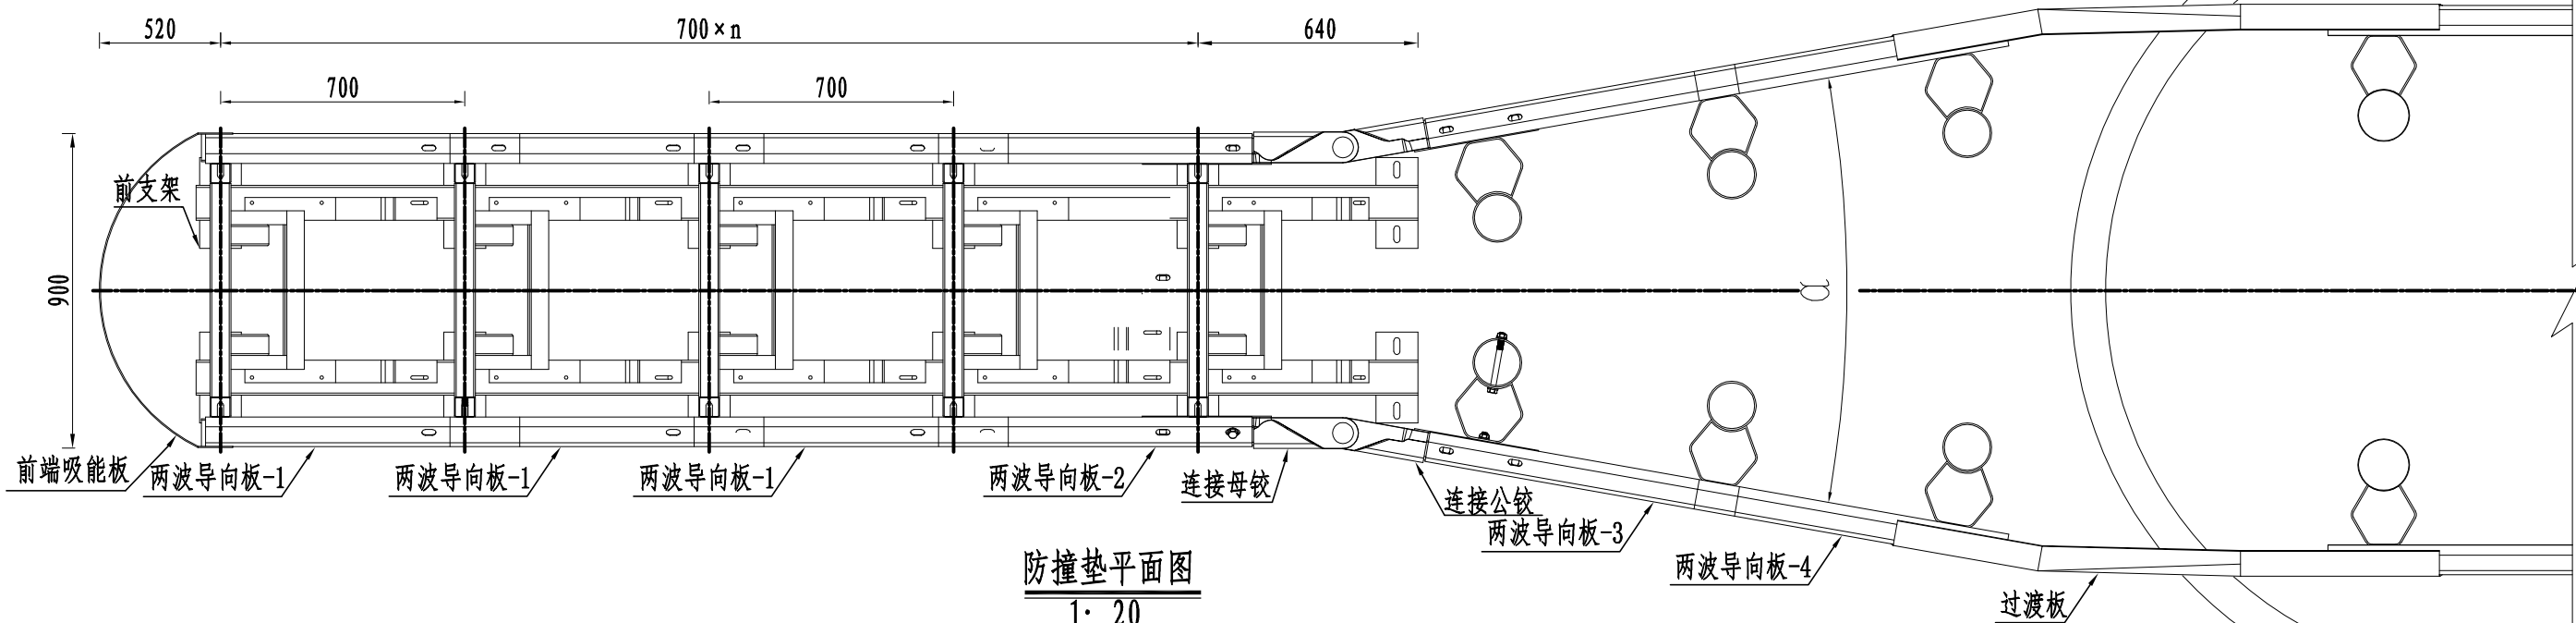 520
700×n
640
700
700
900
前支架
前端吸能板
两波导向板-1
两波导向板-1
两波导向板-1
两波导向板-2
连接母铰
连接公铰
两波导向板-3
两波导向板-4
过渡板
防撞垫平面图
1: 20